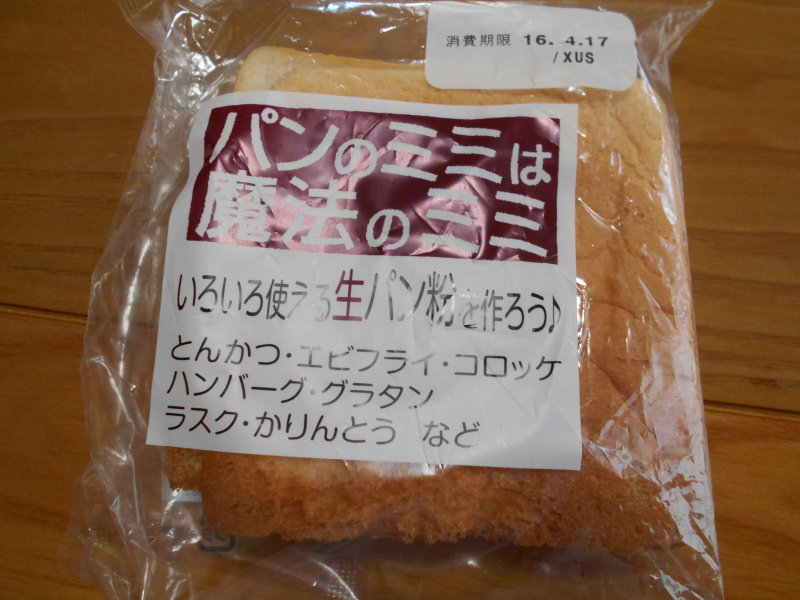 消費期限 16. 4.17
/XUS
パンのミミは
魔法のミミ
いろいろ使える生パン粉を作ろう♪
とんかつ・エビフライ・コロッケ
ハンバーグ・グラタン
ラスク・かりんとう など